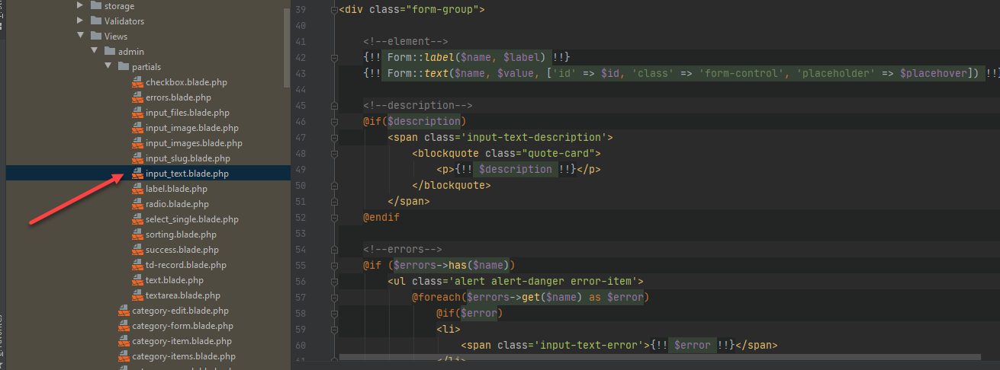 storage
Validators
Views
admin
partials
checkbox.blade.php
errors.blade.php
input_files.blade.php
input_image.blade.php
input_images.blade.php
input_slug.blade.php
input_text.blade.php
label.blade.php
radio.blade.php
select_single.blade.php
sorting.blade.php
success.blade.php
td-record.blade.php
text.blade.php
textarea.blade.php
category-edit.blade.php
category-form.blade.php
category-item.blade.php
category-items.blade.php
39 <div class="form-group">
40
41 <!--element-->
42 {!! Form::label($name, $label) !!}
43 {!! Form::text($name, $value, ['id' => $id, 'class' => 'form-control', 'placeholder' => $placehover]) !!}
44
45 <!--description-->
46 @if($description)
47 <span class='input-text-description'>
48 <blockquote class="quote-card">
49 <p>{!! $description !!}</p>
50 </blockquote>
51 </span>
52 @endif
53
54 <!--errors-->
55 @if ($errors->has($name))
56 <ul class='alert alert-danger error-item'>
57 @foreach($errors->get($name) as $error)
58 @if($error)
59 <li>
60 <span class='input-text-error'>{!! $error !!}</span>
61 </li>